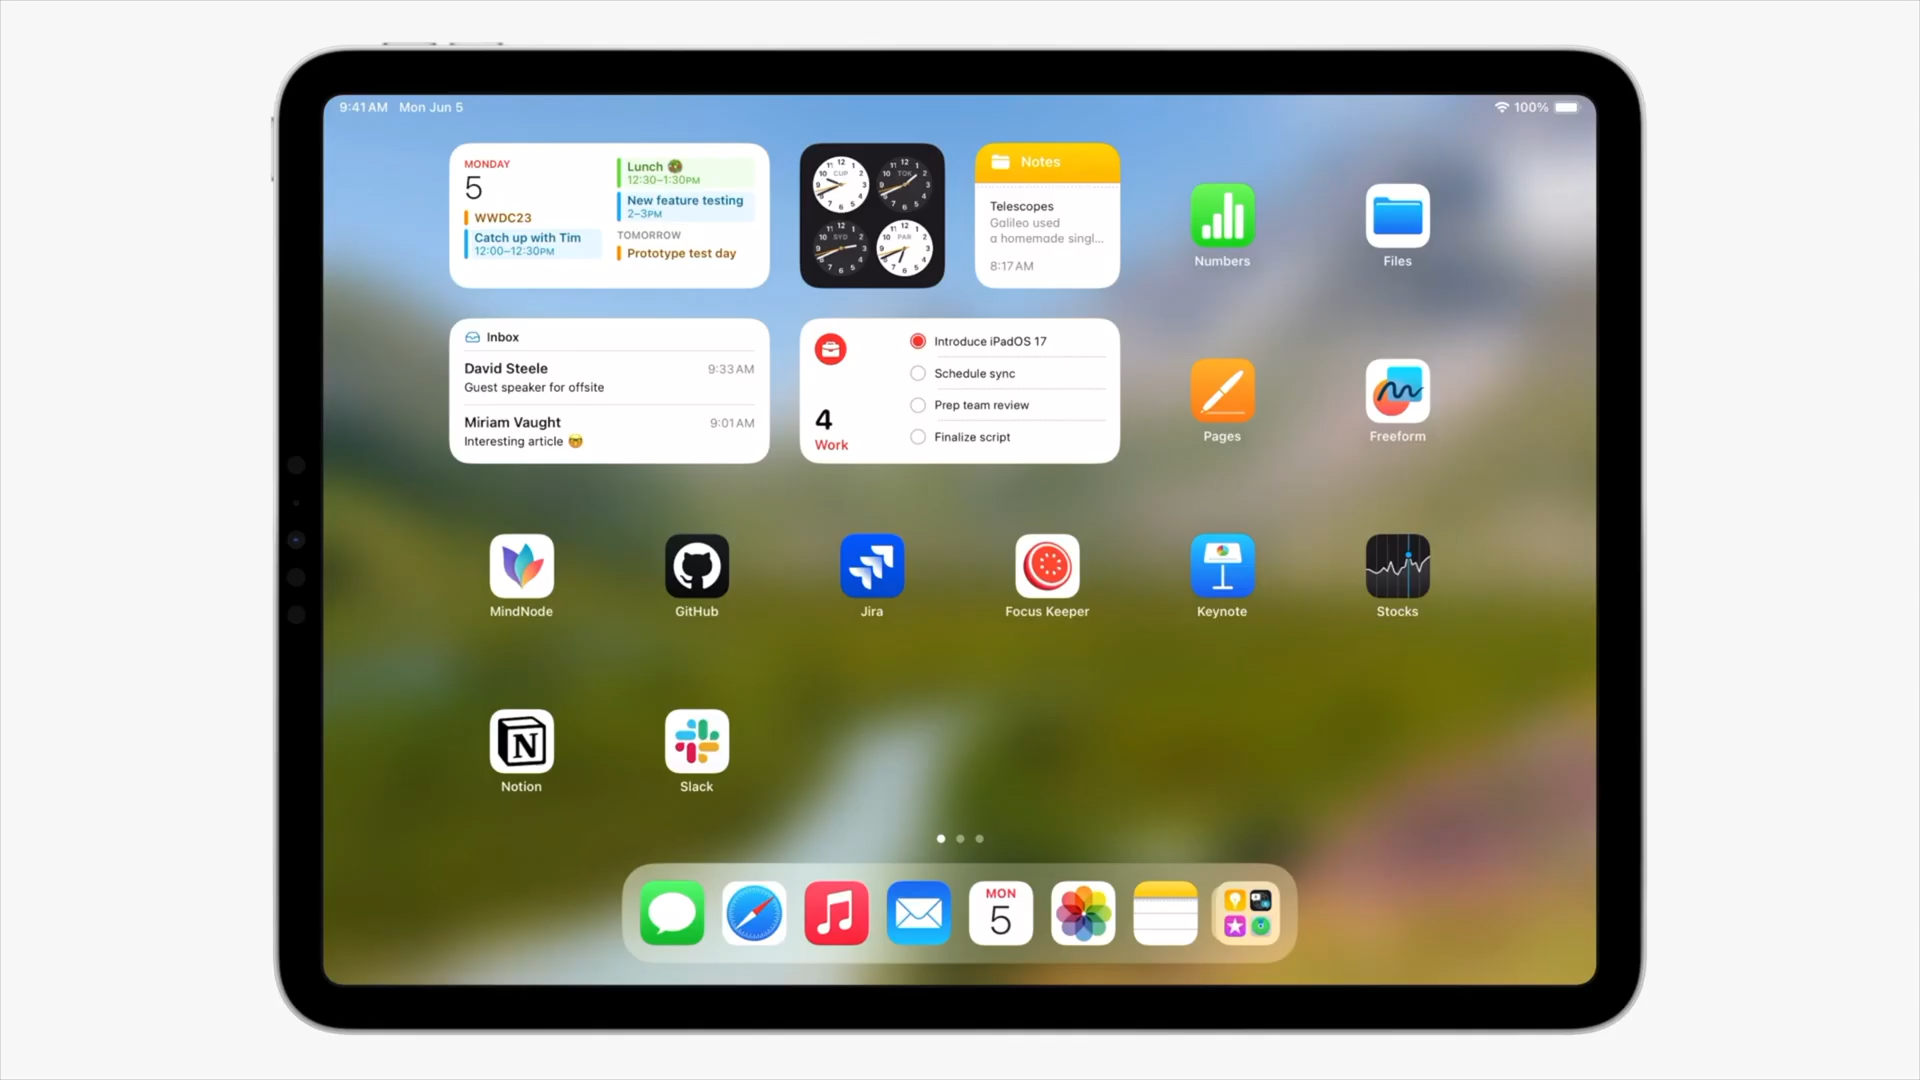 9:41 AM Mon Jun 5
100%
MONDAY
5
WWDC23
Catch up with Tim
12:00–12:30PM
Lunch
12:30–1:30PM
New feature testing
2–3PM
TOMORROW
Prototype test day
CUP
TOK
SYD
PAR
Notes
Telescopes
Galileo used
a homemade singl...
8:17 AM
Numbers
Files
Inbox
David Steele 9:33 AM
Guest speaker for offsite
Miriam Vaught 9:01 AM
Interesting article 🤓
4
Work
Introduce iPadOS 17
Schedule sync
Prep team review
Finalize script
Pages
Freeform
MindNode
GitHub
Jira
Focus Keeper
Keynote
Stocks
N
Notion
Slack
MON
5